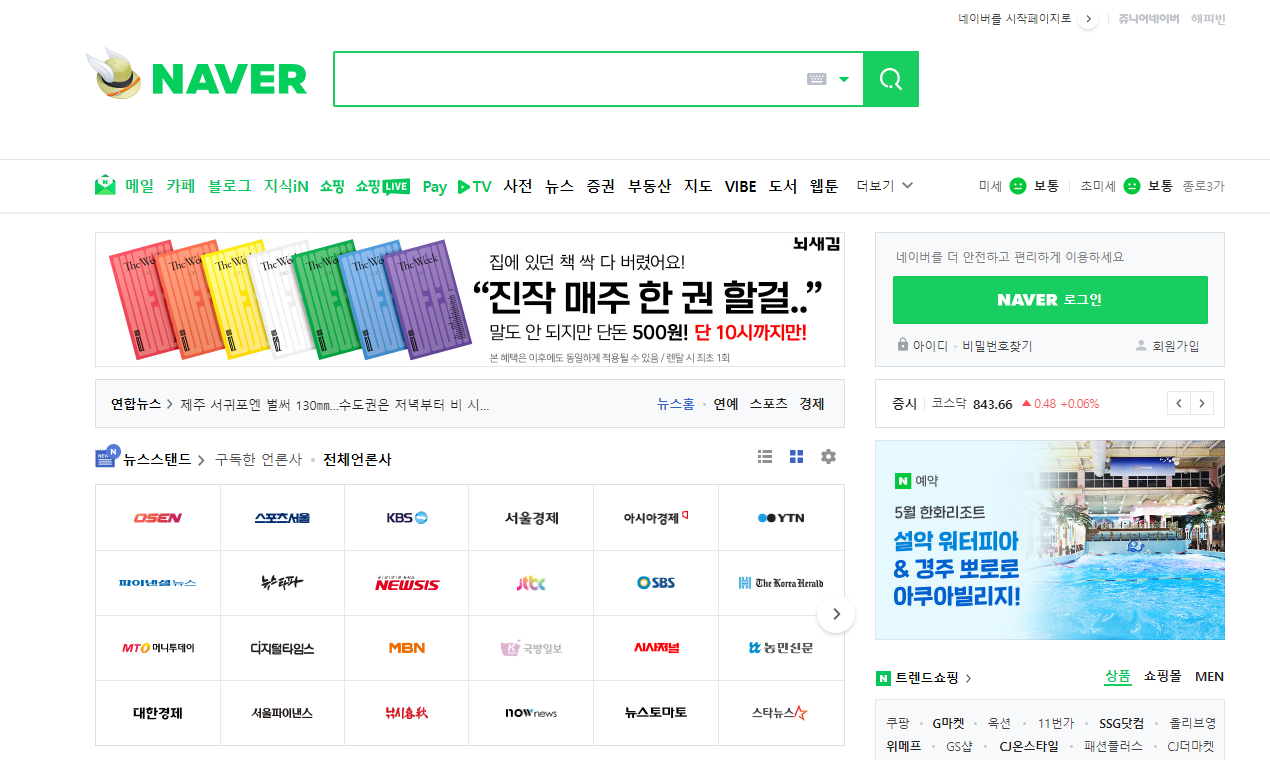 네이버를 시작페이지로 쥬니어네이버 해피빈
NAVER
메일 카페 블로그 지식iN 쇼핑 쇼핑LIVE Pay TV 사전 뉴스 증권 부동산 지도 VIBE 도서 웹툰 더보기
미세 보통 초미세 보통 종로3가
The Week
뇌새김
집에 있던 책 싹 다 버렸어요!
“진작 매주 한 권 할걸..”
말도 안 되지만 단돈 500원! 단 10시까지만!
본 혜택은 이후에도 동일하게 적용될 수 있음 / 렌탈 시 최초 1회
네이버를 더 안전하고 편리하게 이용하세요
NAVER 로그인
아이디 · 비밀번호찾기 회원가입
연합뉴스 제주 서귀포엔 벌써 130㎜…수도권은 저녁부터 비 시...
뉴스홈 · 연예 스포츠 경제
증시 코스닥 843.66 0.48 +0.06%
NEW N
뉴스스탠드 구독한 언론사 · 전체언론사
OSEN 스포츠서울 KBS 서울경제 아시아경제 YTN
파이낸셜뉴스 뉴스타파 NEWSIS jtbc SBS The Korea Herald
MTO 머니투데이 디지털타임스 MBN 국방일보 시사저널 농민신문
대한경제 서울파이낸스 낚시春秋 now news 뉴스토마토 스타뉴스
N 예약
5월 한화리조트
설악 워터피아
& 경주 뽀로로
아쿠아빌리지!
N 트렌드쇼핑 상품 쇼핑몰 MEN
쿠팡 · G마켓 · 옥션 · 11번가 · SSG닷컴 · 올리브영
위메프 · GS샵 · CJ온스타일 · 패션플러스 · CJ더마켓